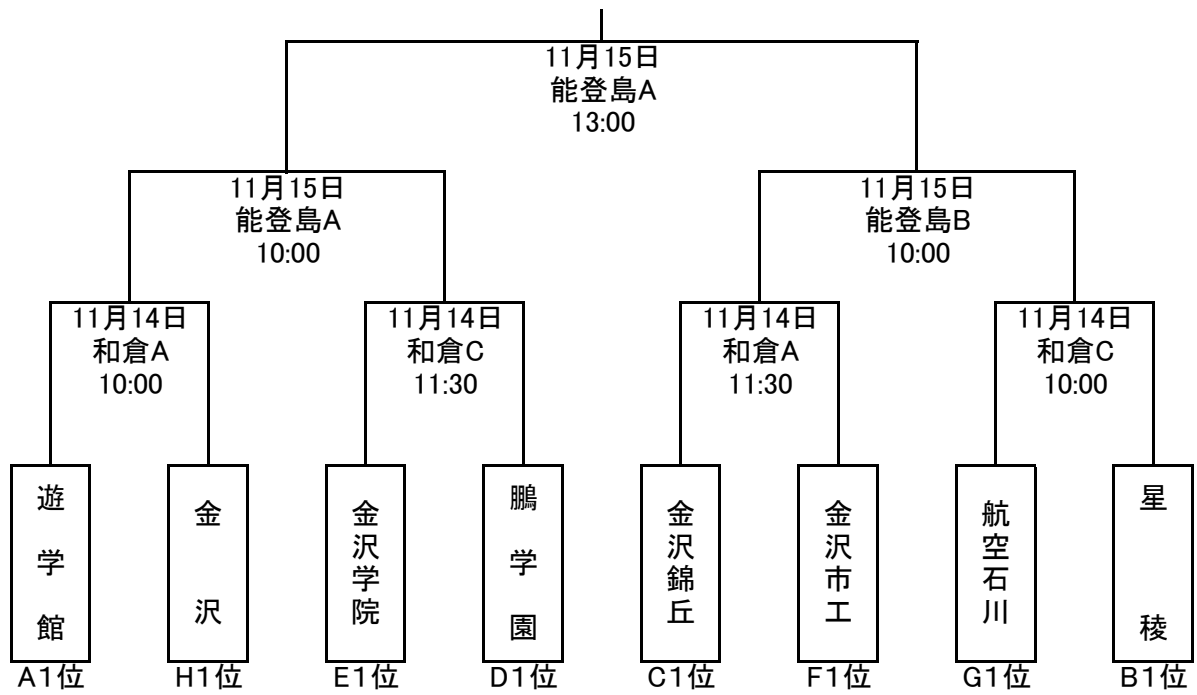 11月15日
能登島A
13:00
11月15日
能登島A
10:00
11月15日
能登島B
10:00
11月14日
和倉A
10:00
11月14日
和倉C
11:30
11月14日
和倉A
11:30
11月14日
和倉C
10:00
遊学館
金沢
金沢学院
鵬学園
金沢錦丘
金沢市工
航空石川
星稜
A1位
H1位
E1位
D1位
C1位
F1位
G1位
B1位